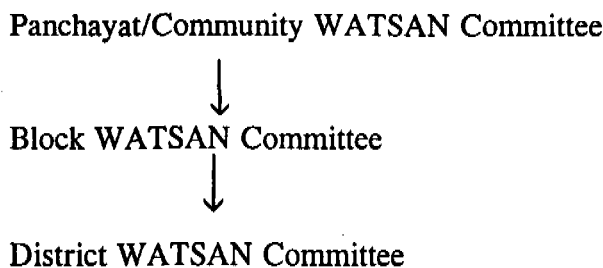 Panchayat/Community WATSAN Committee
Block WATSAN Committee
District WATSAN Committee